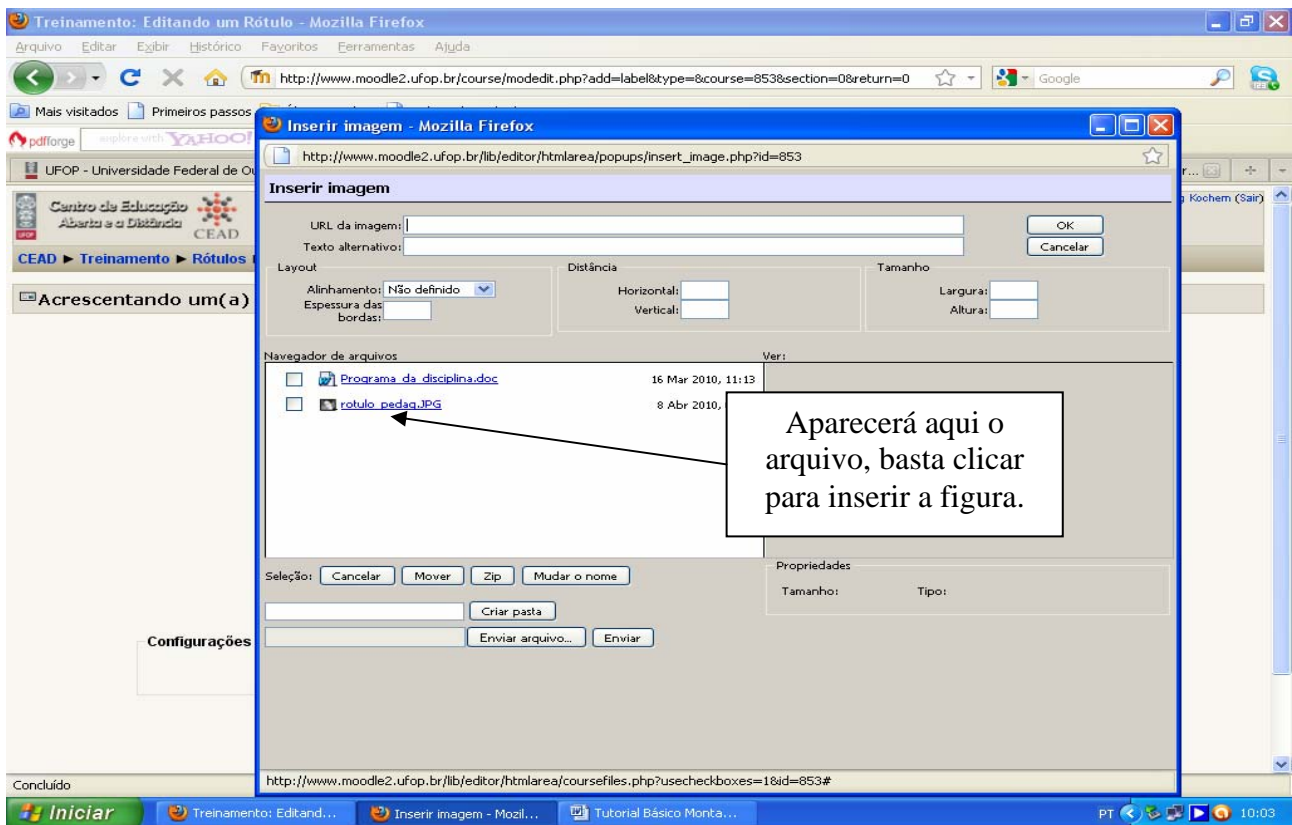 Treinamento: Editando um Rótulo - Mozilla Firefox
Arquivo Editar Exibir Histórico Favoritos Ferramentas Ajuda
http://www.moodle2.ufop.br/course/modedit.php?add=label&type=&course=853&section=0&return=0
Google
Mais visitados Primeiros passos
pdfforge explore with YAHOO!
UFOP - Universidade Federal de Ou
r...
Centro de Educação
Aberta e a Distância
CEAD
Kochem (Sair)
CEAD ► Treinamento ► Rótulos
Acrescentando um(a)
Configurações
Inserir imagem - Mozilla Firefox
http://www.moodle2.ufop.br/lib/editor/htmlarea/popups/insert_image.php?id=853
Inserir imagem
URL da imagem:
OK
Texto alternativo:
Cancelar
Layout
Distância
Tamanho
Alinhamento: Não definido
Horizontal:
Largura:
Espessura das
bordas:
Vertical:
Altura:
Navegador de arquivos
Ver:
Programa_da_disciplina.doc 16 Mar 2010, 11:13
rotulo_pedag.JPG 8 Abr 2010,
Aparecerá aqui o
arquivo, basta clicar
para inserir a figura.
Seleção: Cancelar Mover Zip Mudar o nome
Propriedades
Tamanho: Tipo:
Criar pasta
Enviar arquivo... Enviar
http://www.moodle2.ufop.br/lib/editor/htmlarea/coursefiles.php?usecheckboxes=1&id=853#
Concluído
Iniciar
Treinamento: Editand...
Inserir imagem - Mozil...
Tutorial Básico Monta...
PT
10:03